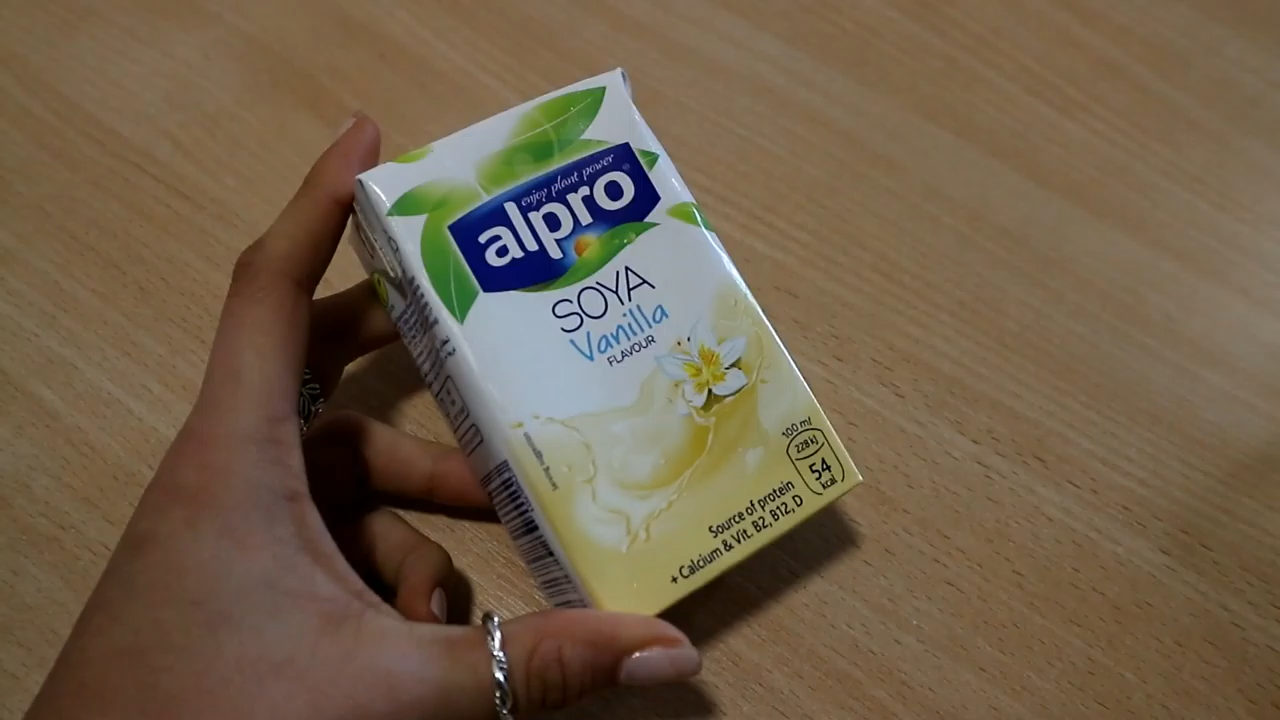 enjoy plant power
alpro
SOYA
Vanilla
FLAVOUR
100 ml
228 kJ
54
kcal
Source of protein
+ Calcium & Vit. B2, B12, D